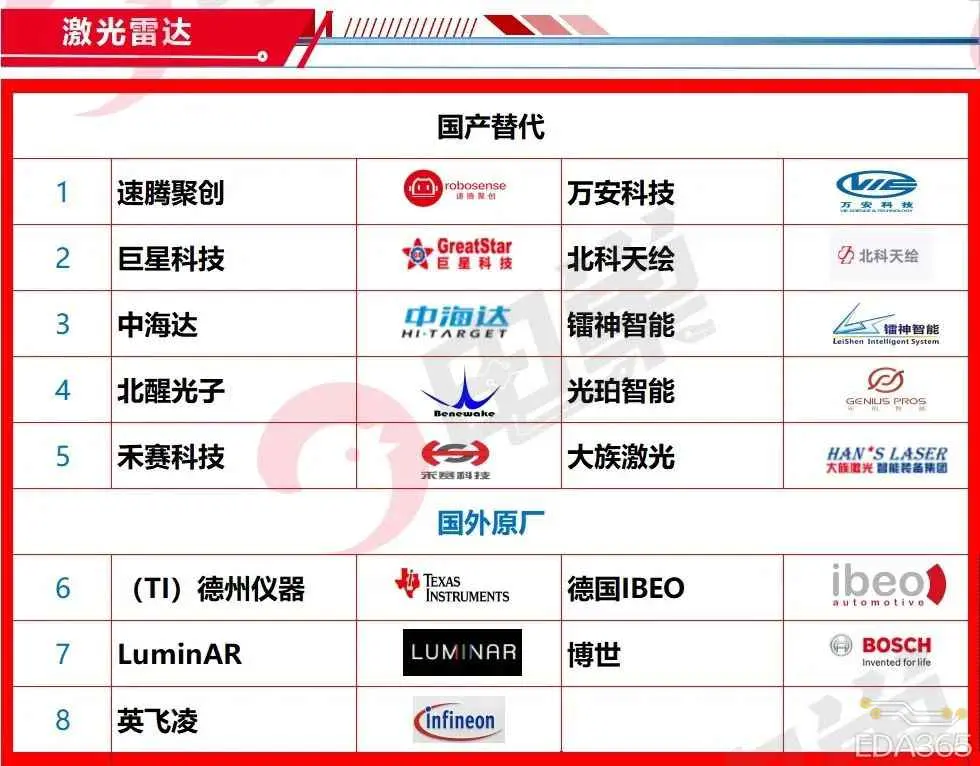 激光雷达
国产替代
1 速腾聚创 robosense 速腾聚创 万安科技 VIE 万安科技 VIE SCIENCE & TECHNOLOGY
2 巨星科技 GreatStar 巨星科技 北科天绘 北科天绘
3 中海达 中海达 HI-TARGET 镭神智能 镭神智能 LeiShen Intelligent System
4 北醒光子 Benewake 光珀智能 GENIUS PROS 光珀智能
5 禾赛科技 禾赛科技 大族激光 HAN'S LASER 大族激光 智能装备集团
国外原厂
6 （TI）德州仪器 TEXAS INSTRUMENTS 德国IBEO ibeo automotive
7 LuminAR LUMINAR 博世 BOSCH Invented for life
8 英飞凌 infineon
EDA365